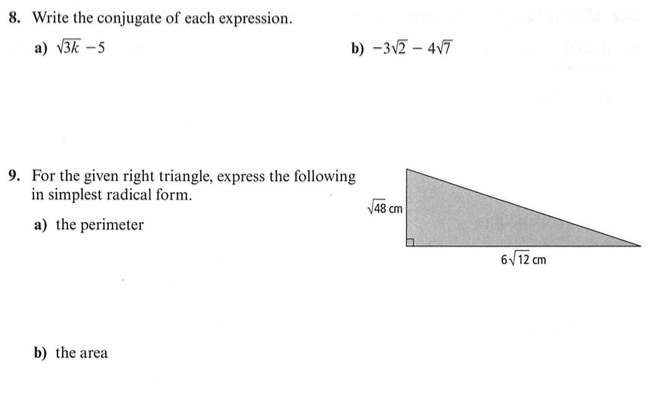 8. Write the conjugate of each expression.
a) √3k − 5
b) −3√2 − 4√7
9. For the given right triangle, express the following
in simplest radical form.
√48 cm
a) the perimeter
6√12 cm
b) the area